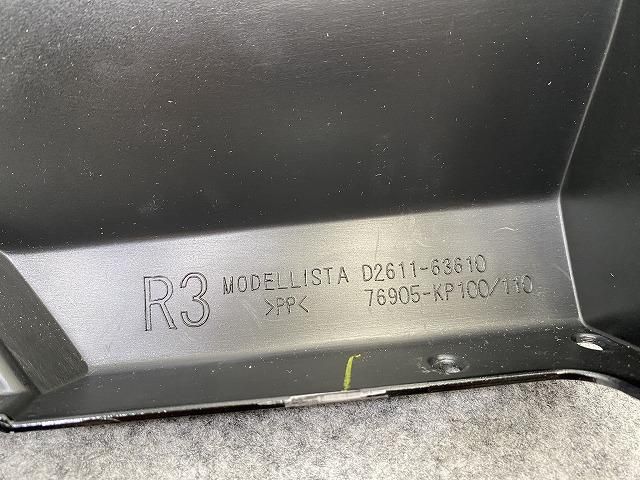 R3 MODELLISTA D2611-63610
>PP< 76905-KP100/110